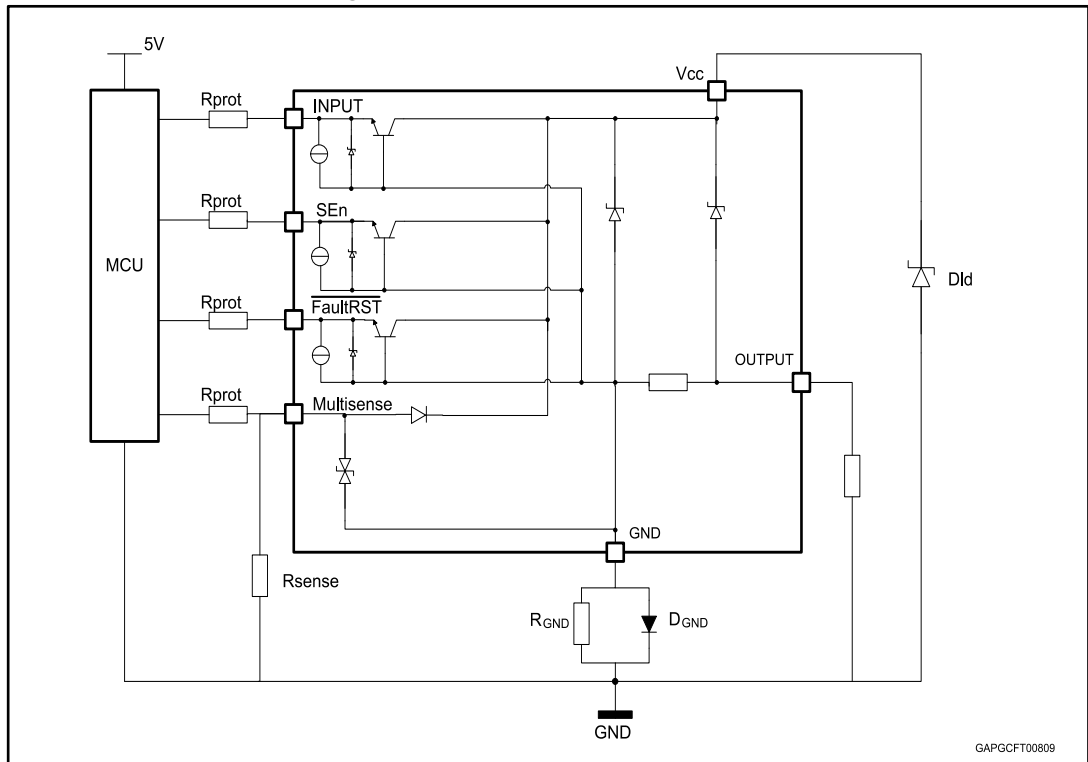 5V
Vcc
Rprot
INPUT
Rprot
SEn
MCU
Dld
Rprot
FaultRST
OUTPUT
Rprot
Multisense
GND
Rsense
RGND
DGND
GND
GAPGCFT00809